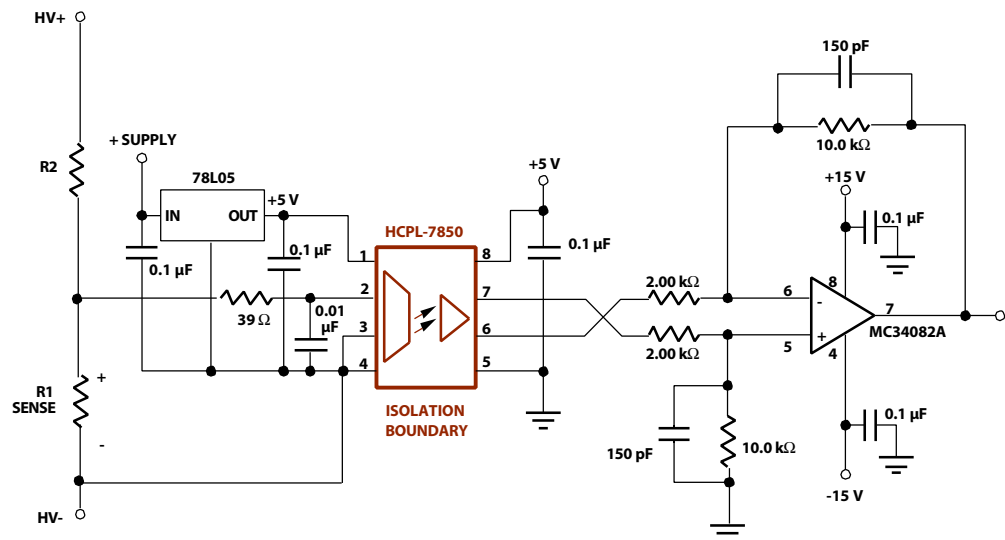 HV+
150 pF
10.0 kΩ
R2
+ SUPPLY
78L05
IN
OUT
+5 V
0.1 µF
0.1 µF
39 Ω
0.01
µF
HCPL-7850
1
2
3
4
8
7
6
5
ISOLATION
BOUNDARY
+5 V
0.1 µF
2.00 kΩ
2.00 kΩ
+15 V
0.1 µF
6
-
8
7
5
+
4
MC34082A
150 pF
10.0 kΩ
0.1 µF
-15 V
R1
SENSE
+
-
HV-